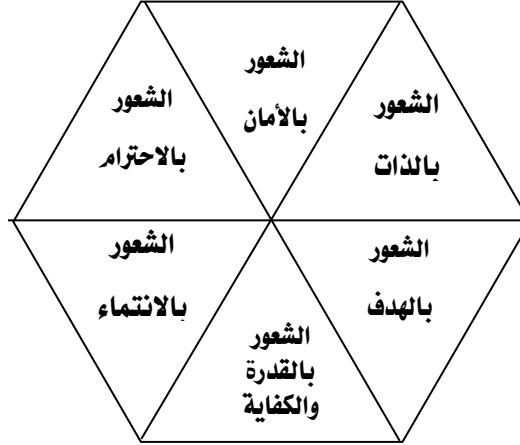 الشعور
بالأمان
الشعور
بالذات
الشعور
بالاحترام
الشعور
بالهدف
الشعور
بالانتماء
الشعور
بالقدرة
والكفاية